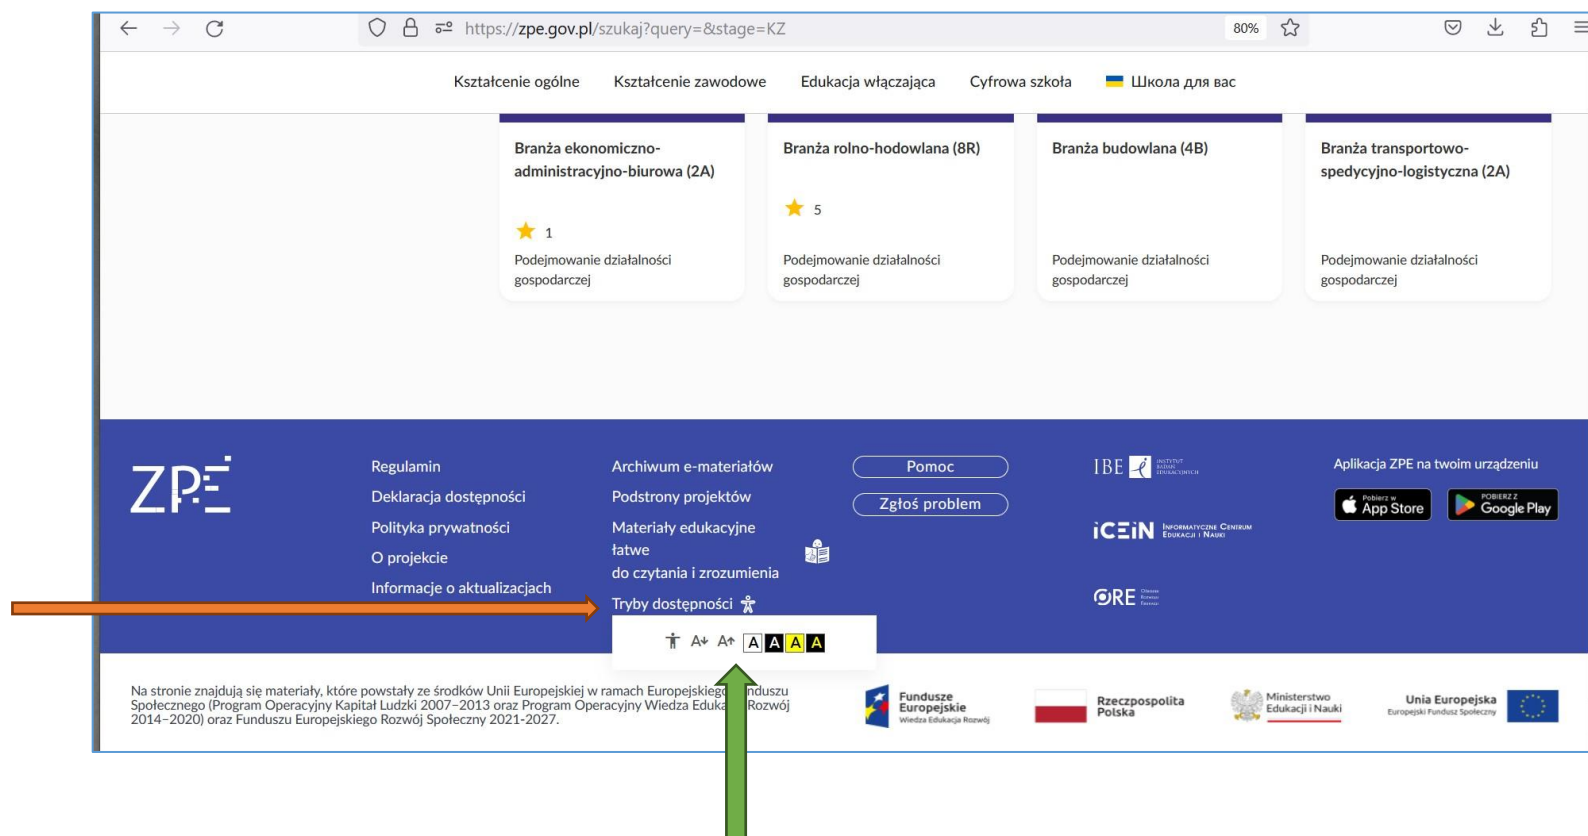 https://zpe.gov.pl/szukaj?query=&stage=KZ
80%
Kształcenie ogólne
Kształcenie zawodowe
Edukacja włączająca
Cyfrowa szkoła
Школа для вас
Branża ekonomiczno-
administracyjno-biurowa (2A)
1
Podejmowanie działalności
gospodarczej
Branża rolno-hodowlana (8R)
5
Podejmowanie działalności
gospodarczej
Branża budowlana (4B)
Podejmowanie działalności
gospodarczej
Branża transportowo-
spedycyjno-logistyczna (2A)
Podejmowanie działalności
gospodarczej
ZPE
Regulamin
Deklaracja dostępności
Polityka prywatności
O projekcie
Informacje o aktualizacjach
Archiwum e-materiałów
Podstrony projektów
Materiały edukacyjne
łatwe
do czytania i zrozumienia
Tryby dostępności
A A A A A A
Pomoc
Zgłoś problem
IBE INSTYTUT
BADAŃ
EDUKACYJNYCH
iCEiN Informatyczne Centrum
Edukacji i Nauki
ORE
Aplikacja ZPE na twoim urządzeniu
Pobierz w
App Store
POBIERZ Z
Google Play
Na stronie znajdują się materiały, które powstały ze środków Unii Europejskiej w ramach Europejskiego nduszu
Społecznego (Program Operacyjny Kapitał Ludzki 2007–2013 oraz Program Operacyjny Wiedza Eduka Rozwój
2014–2020) oraz Funduszu Europejskiego Rozwój Społeczny 2021-2027.
Fundusze
Europejskie
Wiedza Edukacja Rozwój
Rzeczpospolita
Polska
Ministerstwo
Edukacji i Nauki
Unia Europejska
Europejski Fundusz Społeczny